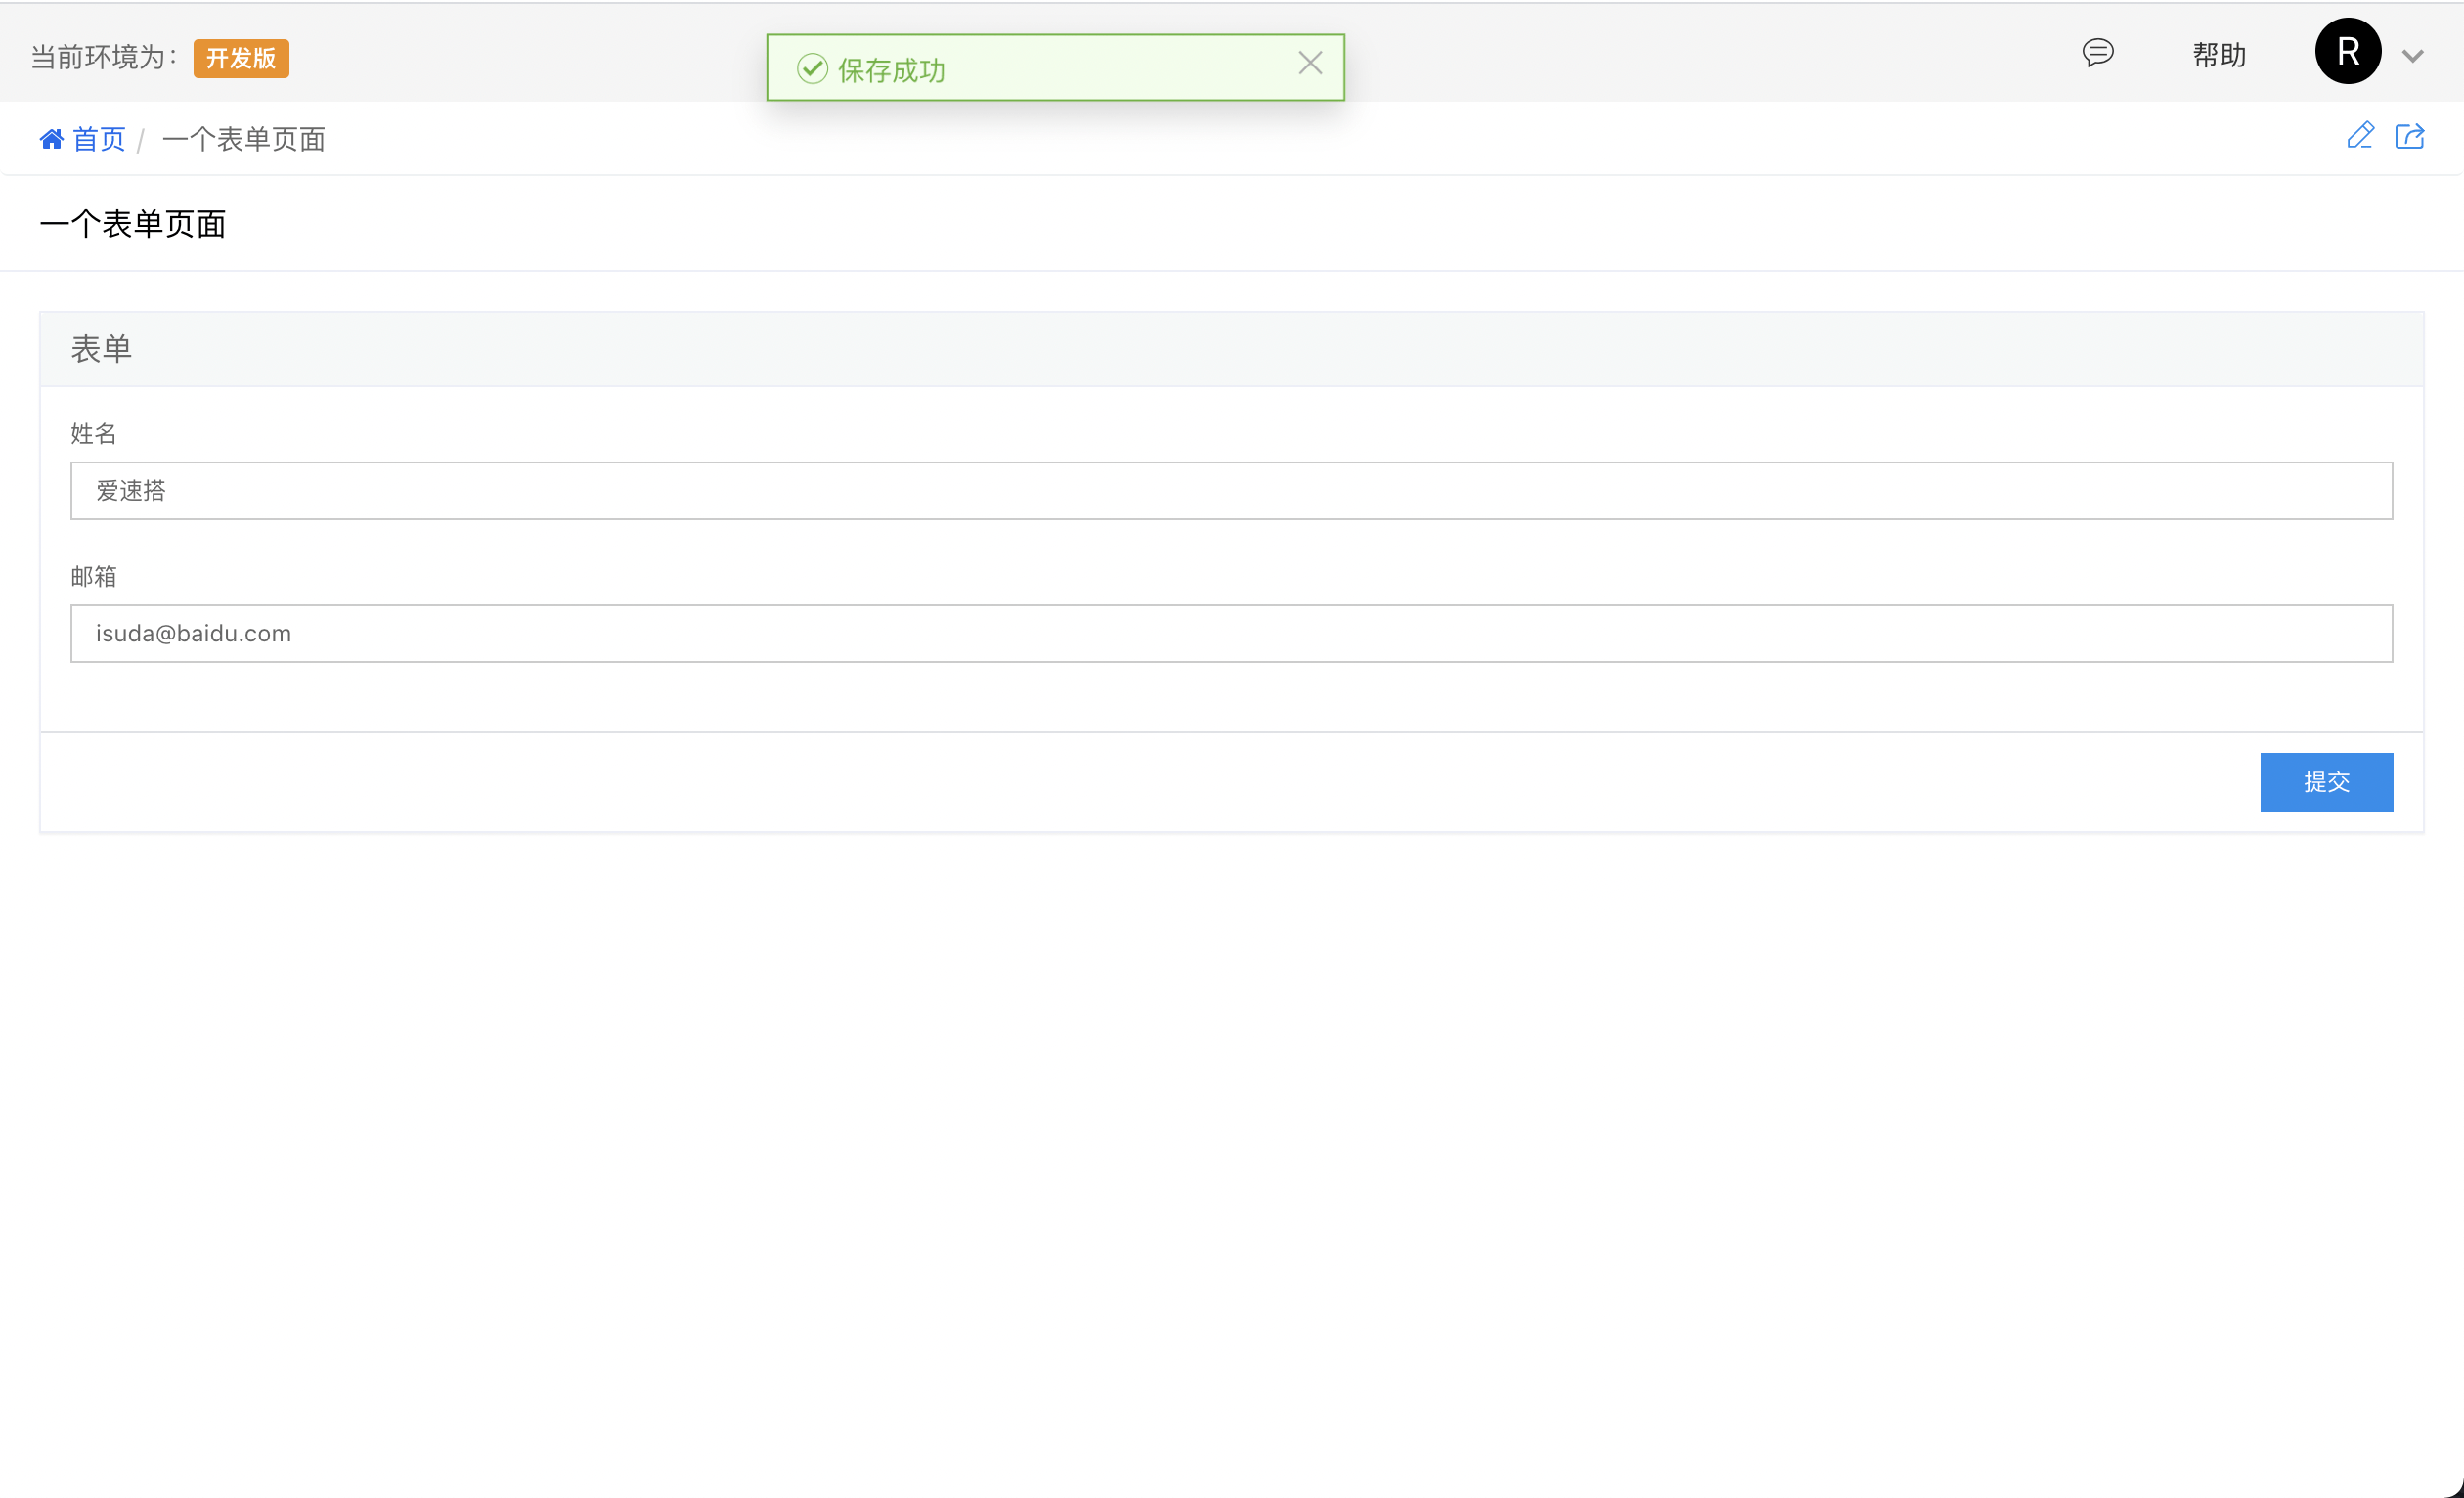 当前环境为： 开发版
保存成功
帮助
R
首页 / 一个表单页面
一个表单页面
表单
姓名
爱速搭
邮箱
isuda@baidu.com
提交